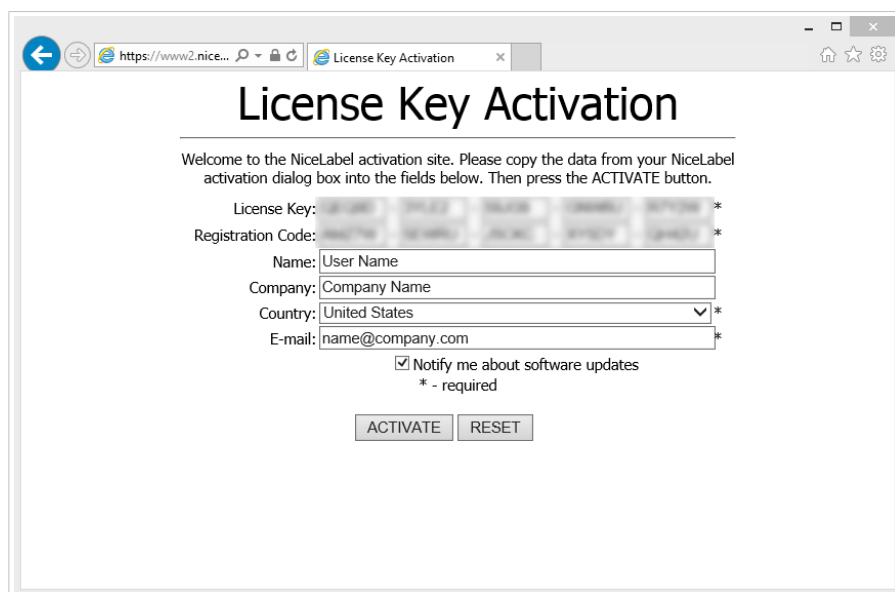 https://www2.nice...
License Key Activation
License Key Activation
Welcome to the NiceLabel activation site. Please copy the data from your NiceLabel
activation dialog box into the fields below. Then press the ACTIVATE button.
License Key: *
Registration Code: *
Name: User Name
Company: Company Name
Country: United States *
E-mail: name@company.com *
Notify me about software updates
* - required
ACTIVATE RESET